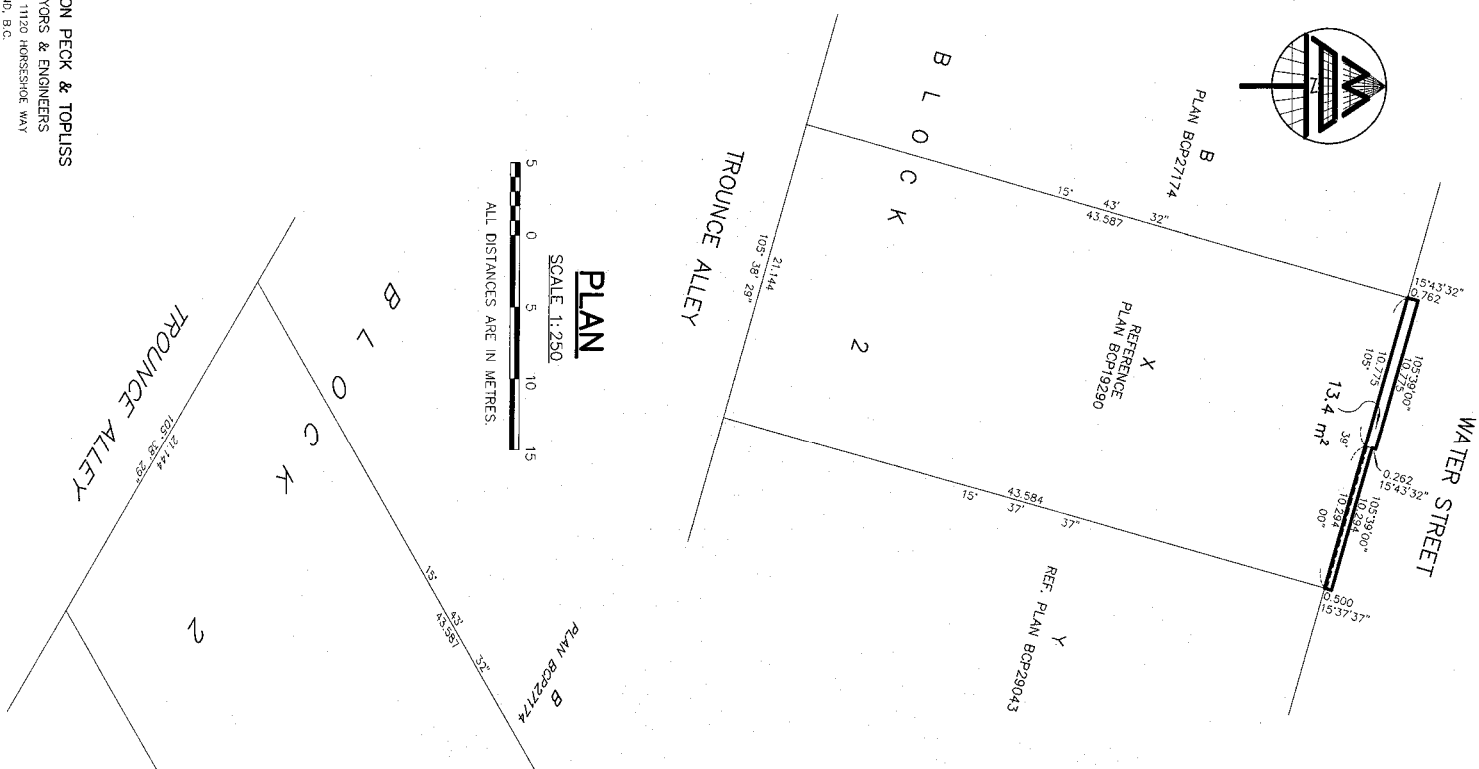 WATER STREET
15°43'32"
0.762
105°39'00"
10.775
10.775
105°
39'
00"
13.4 m²
0.262
15°43'32"
105°39'00"
10.294
10.294
0.500
15°37'37"
B
PLAN BCP27174
15° 43' 32"
43.587
X
REFERENCE
PLAN BCP19290
43.584
15° 37' 37"
Y
REF. PLAN BCP29043
BLOCK
2
21.144
105° 38' 29"
TROUNCE ALLEY
PLAN
SCALE 1:250
5 0 5 10 15
ALL DISTANCES ARE IN METRES.
B
PLAN BCP27174
15° 43' 32"
43.587
BLOCK
2
21.144
105° 38' 29"
TROUNCE ALLEY
ON PECK & TOPLISS
YORS & ENGINEERS
11120 HORSESHOE WAY
ND, B.C.